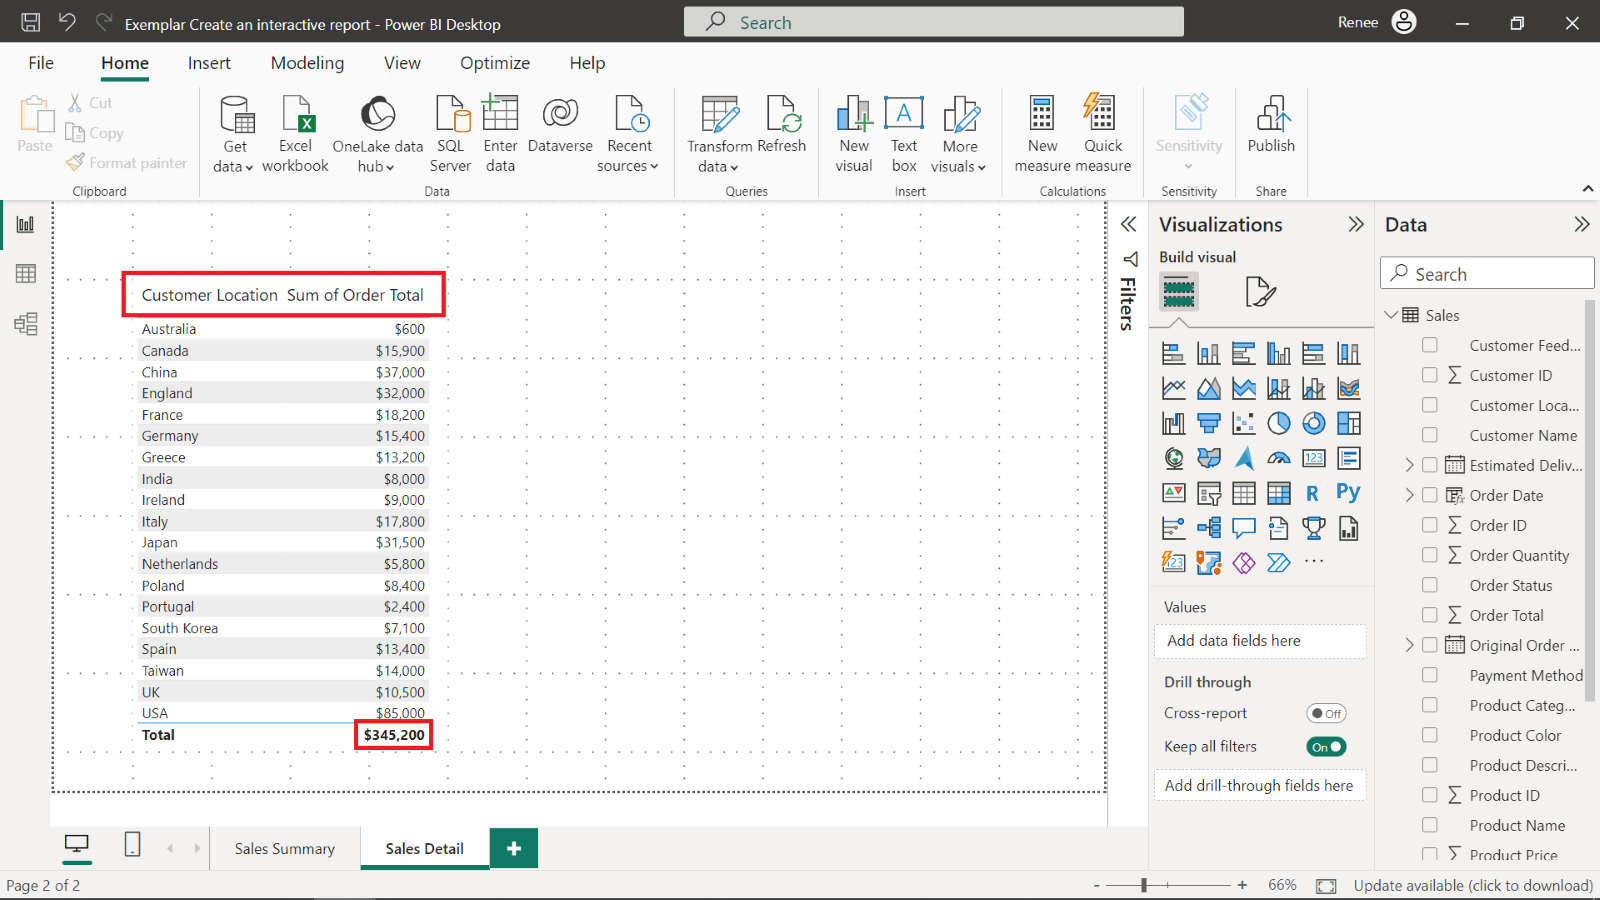 Exemplar Create an interactive report - Power BI Desktop
Search
Renee
File
Home
Insert
Modeling
View
Optimize
Help
Paste
Cut
Copy
Format painter
Clipboard
Get data
Excel workbook
OneLake data hub
SQL Server
Enter data
Dataverse
Recent sources
Data
Transform data
Refresh
Queries
New visual
A
Text box
More visuals
Insert
New measure
Quick measure
Calculations
Sensitivity
Sensitivity
Publish
Share
Customer Location Sum of Order Total
Australia $600
Canada $15,900
China $37,000
England $32,000
France $18,200
Germany $15,400
Greece $13,200
India $8,000
Ireland $9,000
Italy $17,800
Japan $31,500
Netherlands $5,800
Poland $8,400
Portugal $2,400
South Korea $7,100
Spain $13,400
Taiwan $14,000
UK $10,500
USA $85,000
Total $345,200
Filters
Visualizations
Build visual
123
R
Py
123
Values
Add data fields here
Drill through
Cross-report
Off
Keep all filters
On
Add drill-through fields here
Data
Search
Sales
Customer Feed...
Σ Customer ID
Customer Loca...
Customer Name
Estimated Deliv...
Order Date
Σ Order ID
Σ Order Quantity
Order Status
Σ Order Total
Original Order ...
Payment Method
Product Categ...
Product Color
Product Descri...
Σ Product ID
Product Name
Σ Product Price
Sales Summary
Sales Detail
+
Page 2 of 2
- + 66%
Update available (click to download)